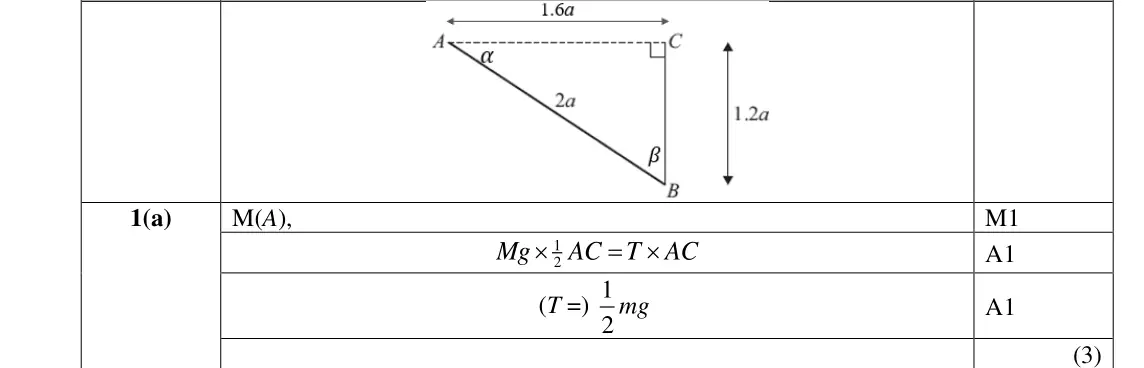 1.6a
A
C
α
2a
1.2a
β
B
1(a)
M(A),
M1
Mg × 1/2 AC = T × AC
A1
(T =) 1/2 mg
A1
(3)